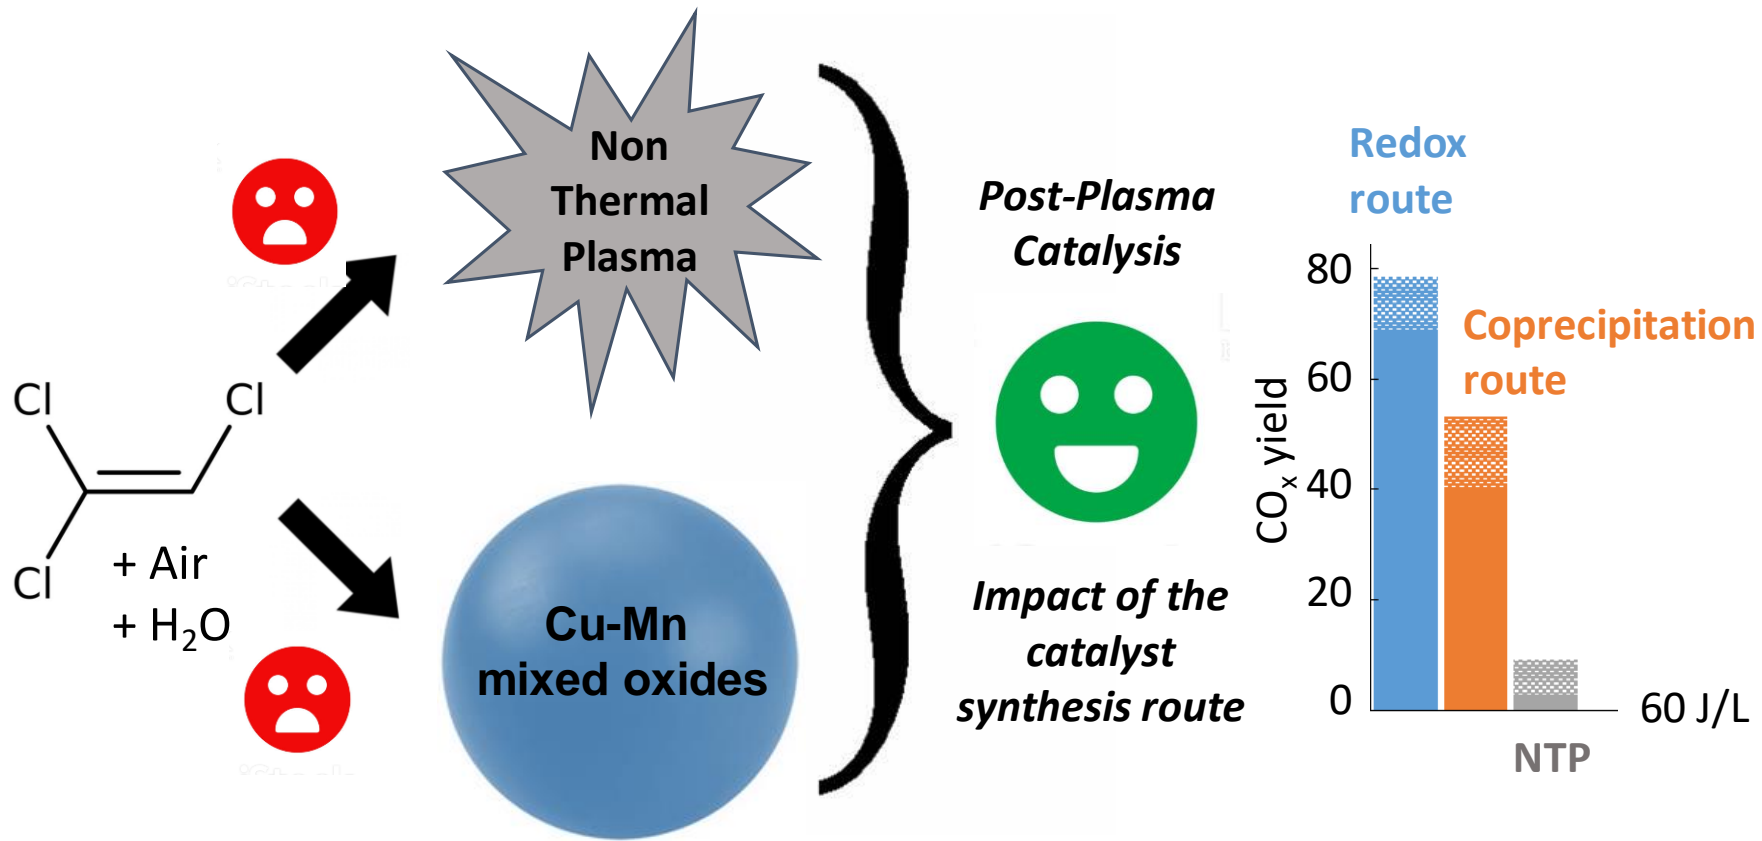 Cl
Cl
Cl
+ Air
+ H₂O
Non
Thermal
Plasma
Cu-Mn
mixed oxides
Post-Plasma
Catalysis
Impact of the
catalyst
synthesis route
Redox
route
Coprecipitation
route
COₓ yield
80
60
40
20
0
60 J/L
NTP